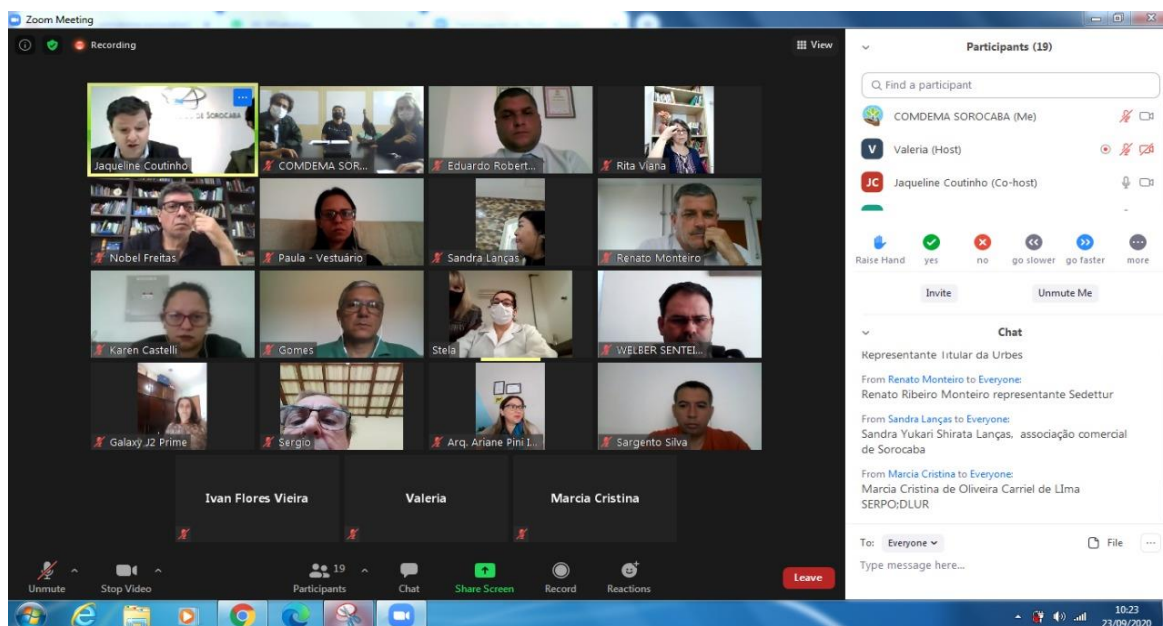 Zoom Meeting
Recording
View
DE SOROCABA
Jaqueline Coutinho
COMDEMA SOR...
Eduardo Robert...
Rita Viana
Nobel Freitas
Paula - Vestuário
Sandra Lanças
Renato Monteiro
Karen Castelli
Gomes
Stela
WELBER SENTEI...
Galaxy J2 Prime
Sergio
Arq. Ariane Pini I...
Sargento Silva
Ivan Flores Vieira
Valeria
Marcia Cristina
Unmute
Stop Video
19
Participants
Chat
Share Screen
Record
Reactions
Leave
Participants (19)
Find a participant
COMDEMA SOROCABA (Me)
V
Valeria (Host)
JC
Jaqueline Coutinho (Co-host)
Raise Hand
yes
no
go slower
go faster
more
Invite
Unmute Me
Chat
Representante Titular da Urbes
From Renato Monteiro to Everyone:
Renato Ribeiro Monteiro representante Sedettur
From Sandra Lanças to Everyone:
Sandra Yukari Shirata Lanças, associação comercial
de Sorocaba
From Marcia Cristina to Everyone:
Marcia Cristina de Oliveira Carriel de LIma
SERPO;DLUR
To: Everyone
File
Type message here...
10:23
23/09/2020